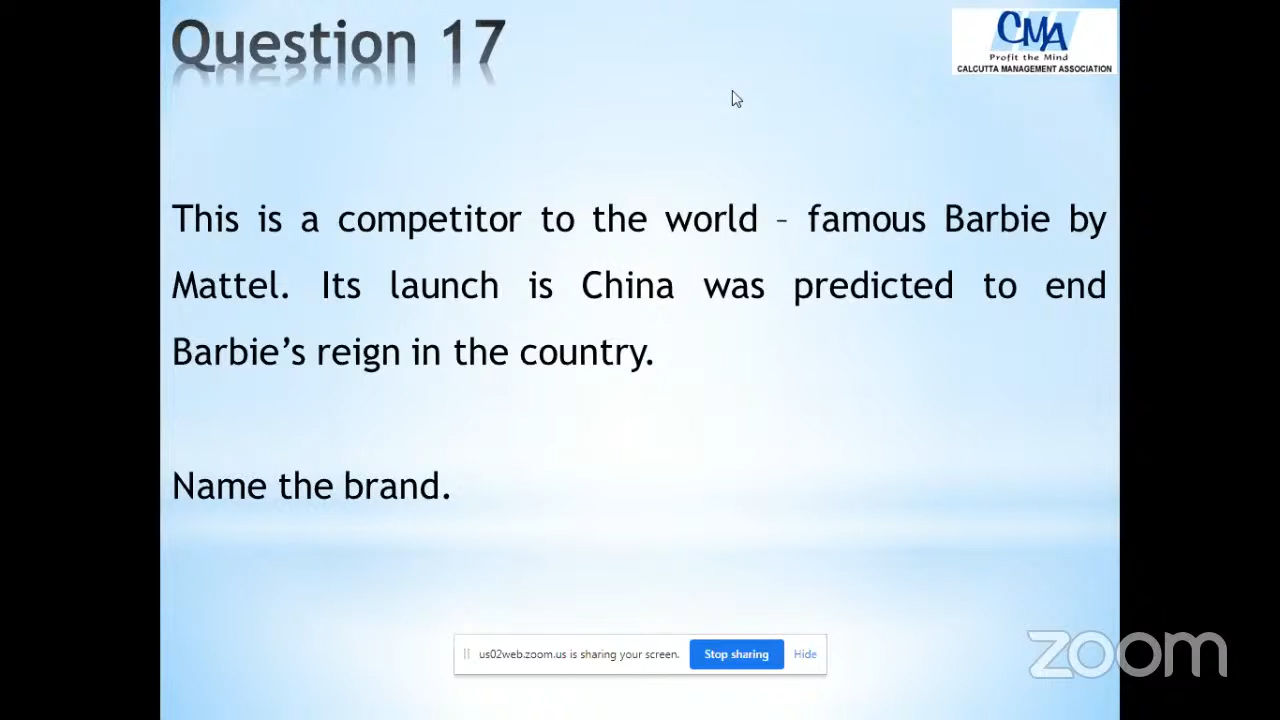 Question 17
CMA
Profit the Mind
CALCUTTA MANAGEMENT ASSOCIATION
This is a competitor to the world – famous Barbie by
Mattel. Its launch is China was predicted to end
Barbie's reign in the country.
Name the brand.
us02web.zoom.us is sharing your screen.
Stop sharing
Hide
zoom